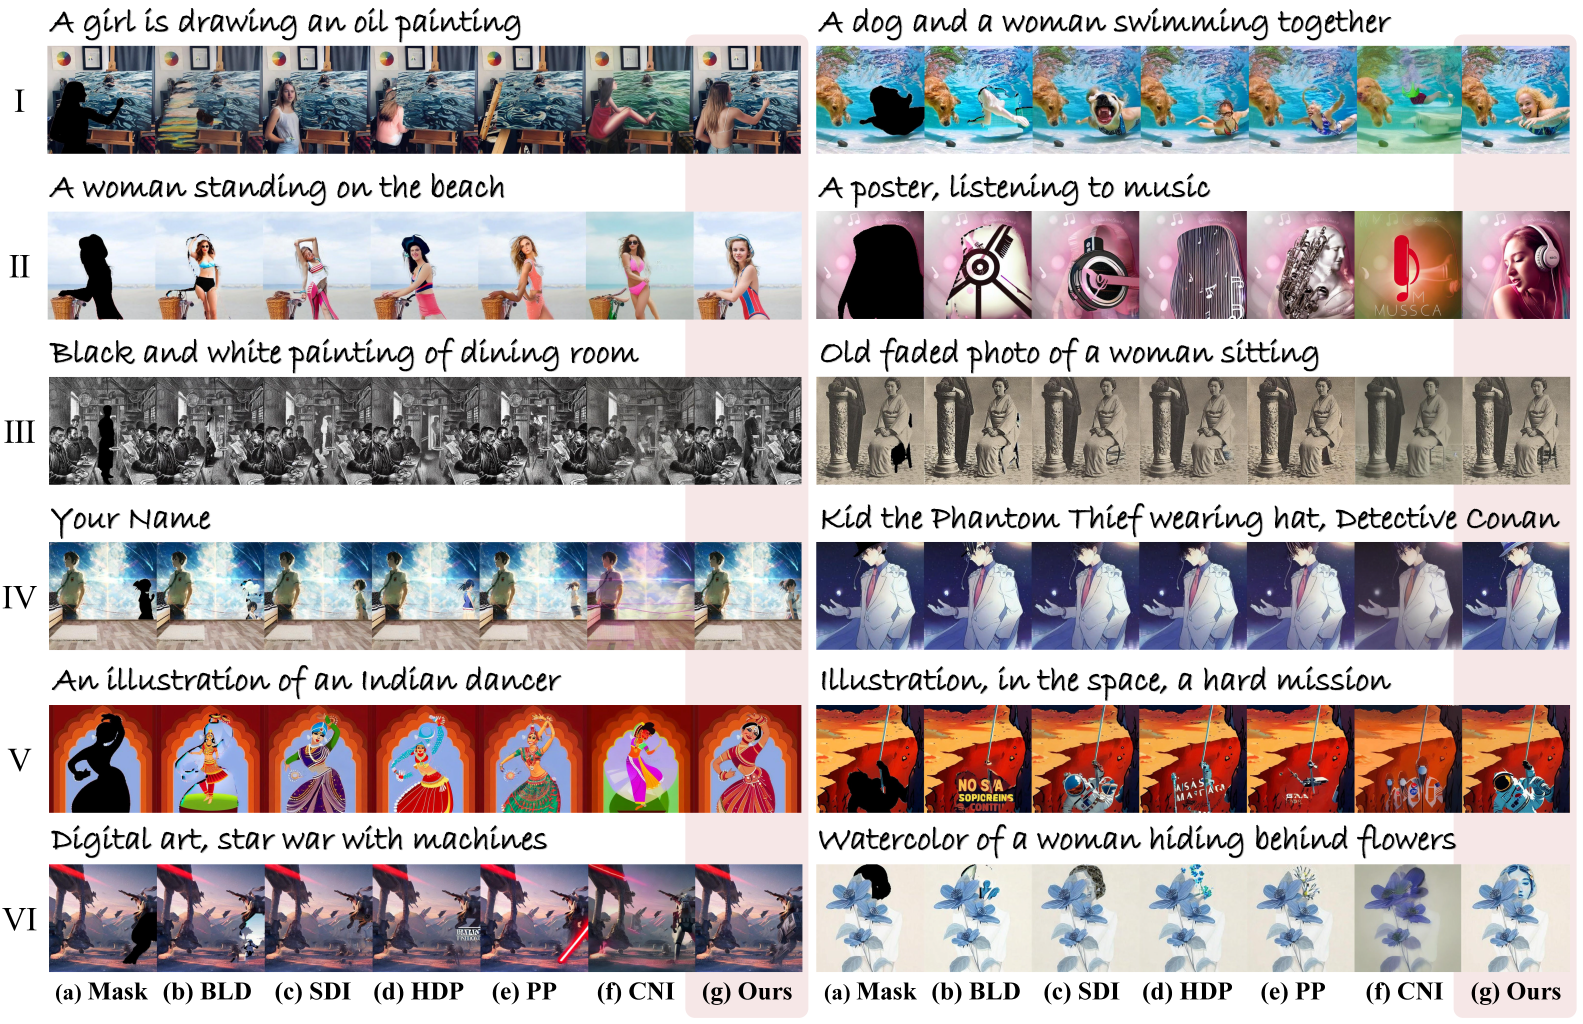 A girl is drawing an oil painting
A dog and a woman swimming together
I
A woman standing on the beach
A poster, listening to music
II
MUSSCA
Black and white painting of dining room
Old faded photo of a woman sitting
III
Your Name
Kid the Phantom Thief wearing hat, Detective Conan
IV
An illustration of an Indian dancer
Illustration, in the space, a hard mission
V
NO S/A
SOPICREINS
Digital art, star war with machines
Watercolor of a woman hiding behind flowers
VI
(a) Mask (b) BLD (c) SDI (d) HDP (e) PP (f) CNI (g) Ours
(a) Mask (b) BLD (c) SDI (d) HDP (e) PP (f) CNI (g) Ours